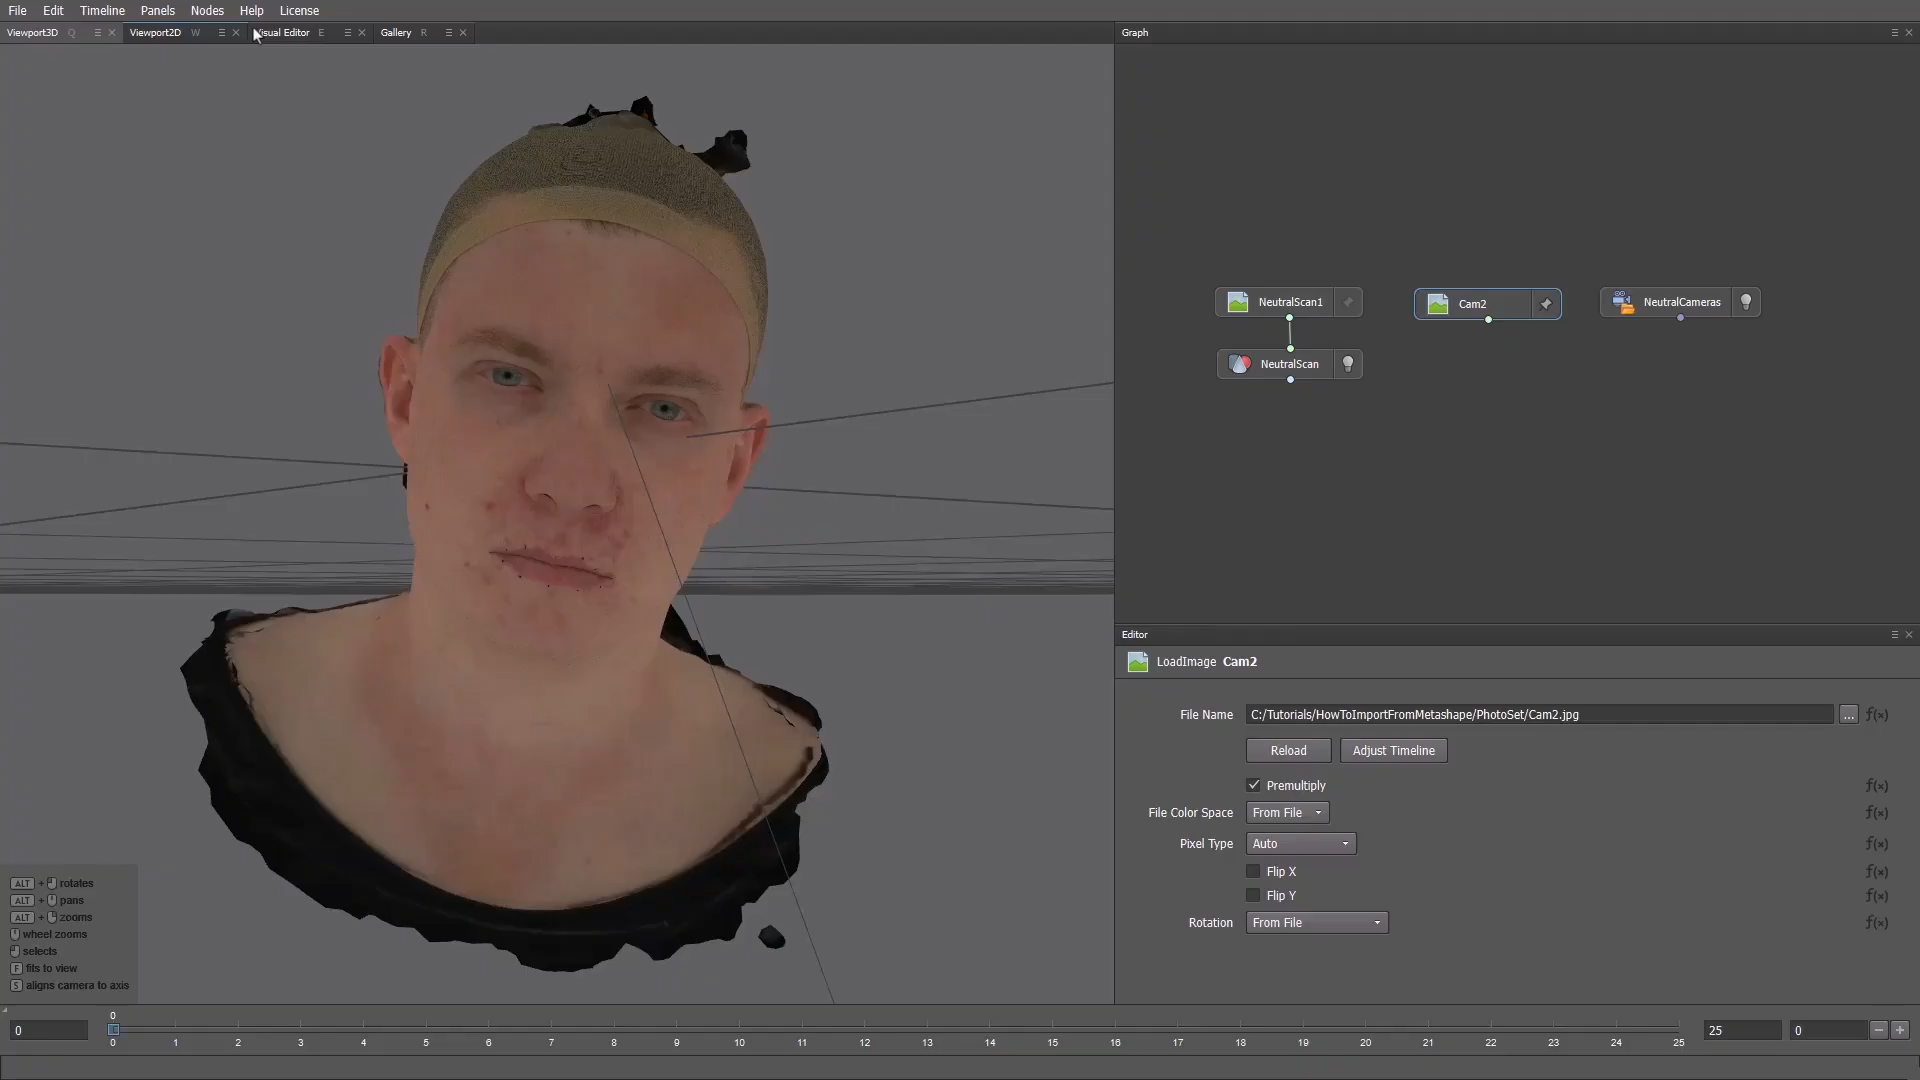 File Edit Timeline Panels Nodes Help License
Viewport3D Q Viewport2D W Visual Editor E Gallery R Graph
NeutralScan1 Cam2 NeutralCameras
NeutralScan
Editor
LoadImage Cam2
File Name C:/Tutorials/HowToImportFromMetashape/PhotoSet/Cam2.jpg ... f(x)
Reload Adjust Timeline
Premultiply f(x)
File Color Space From File f(x)
Pixel Type Auto f(x)
Flip X f(x)
Flip Y f(x)
Rotation From File f(x)
ALT + rotates
ALT + pans
ALT + zooms
wheel zooms
selects
F fits to view
S aligns camera to axis
0
0 25 0
0 1 2 3 4 5 6 7 8 9 10 11 12 13 14 15 16 17 18 19 20 21 22 23 24 25